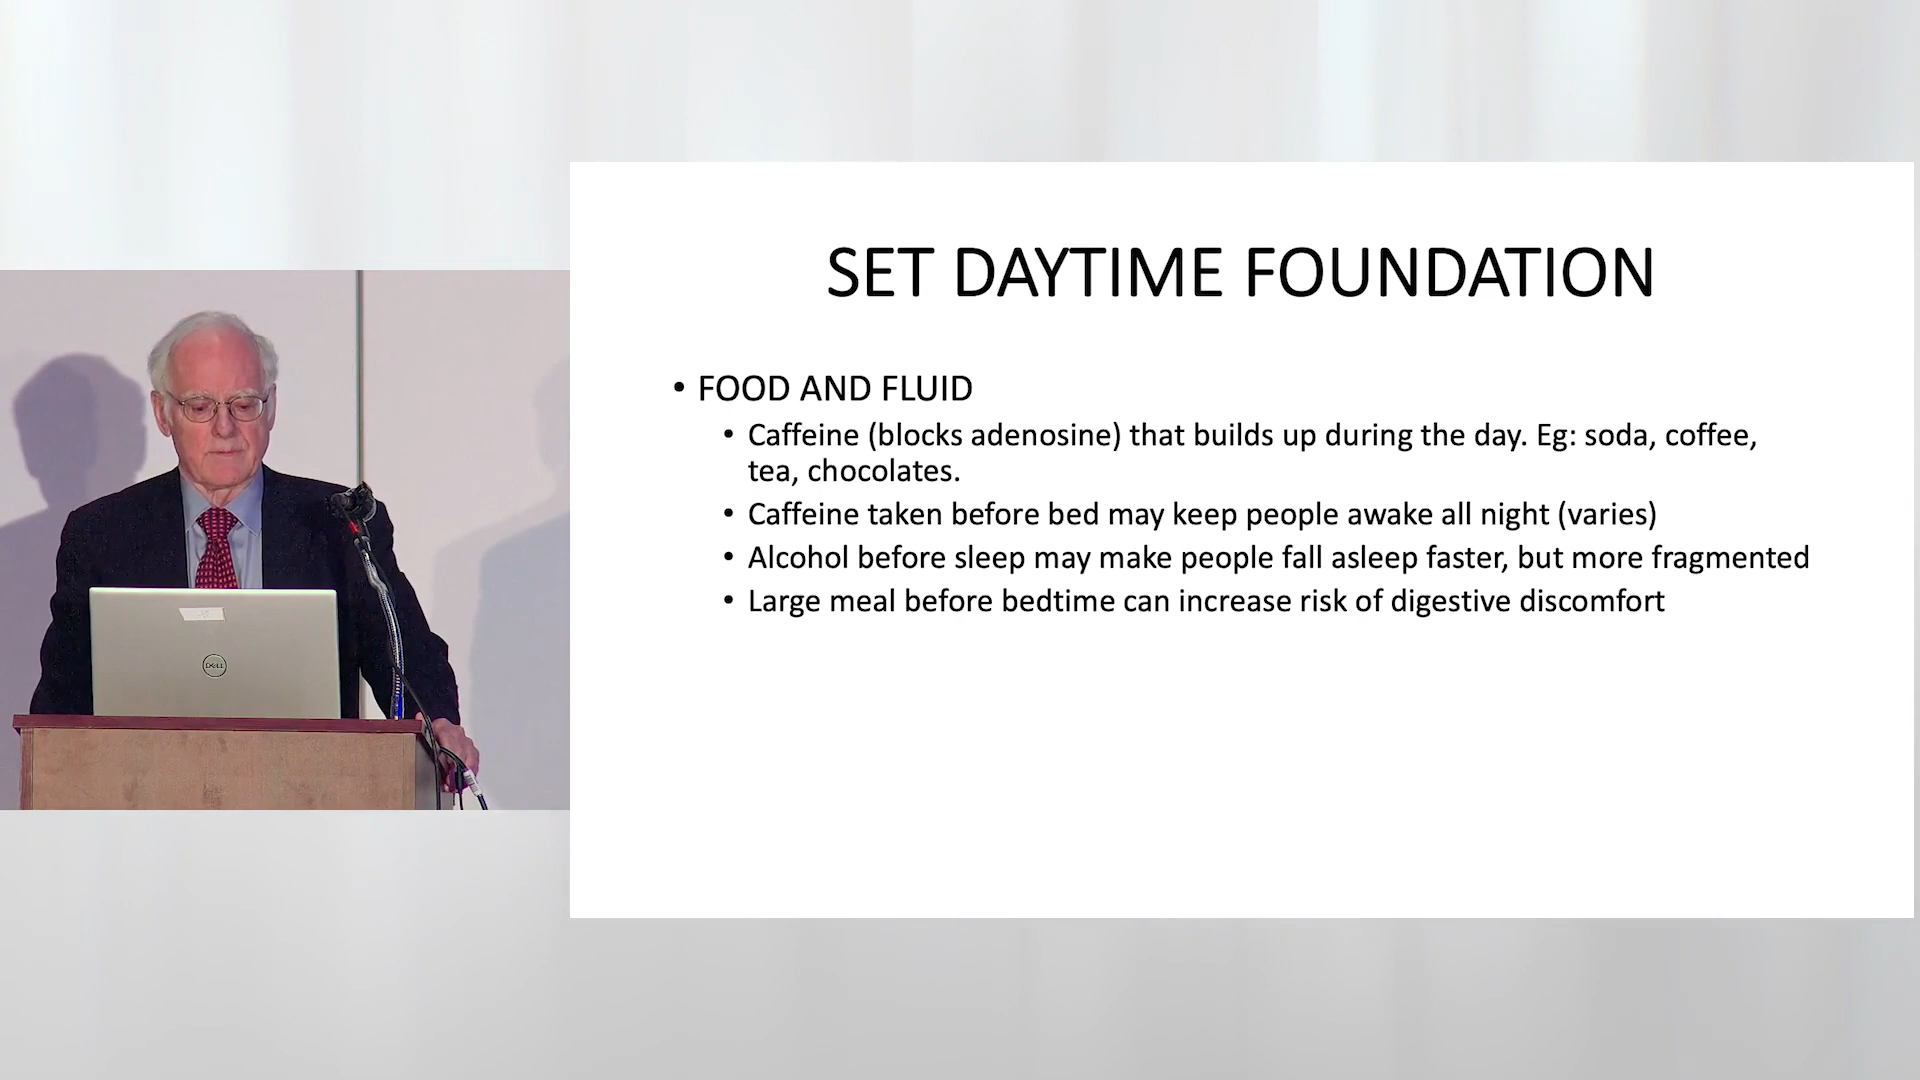 SET DAYTIME FOUNDATION
• FOOD AND FLUID
• Caffeine (blocks adenosine) that builds up during the day. Eg: soda, coffee,
tea, chocolates.
• Caffeine taken before bed may keep people awake all night (varies)
• Alcohol before sleep may make people fall asleep faster, but more fragmented
• Large meal before bedtime can increase risk of digestive discomfort
DELL